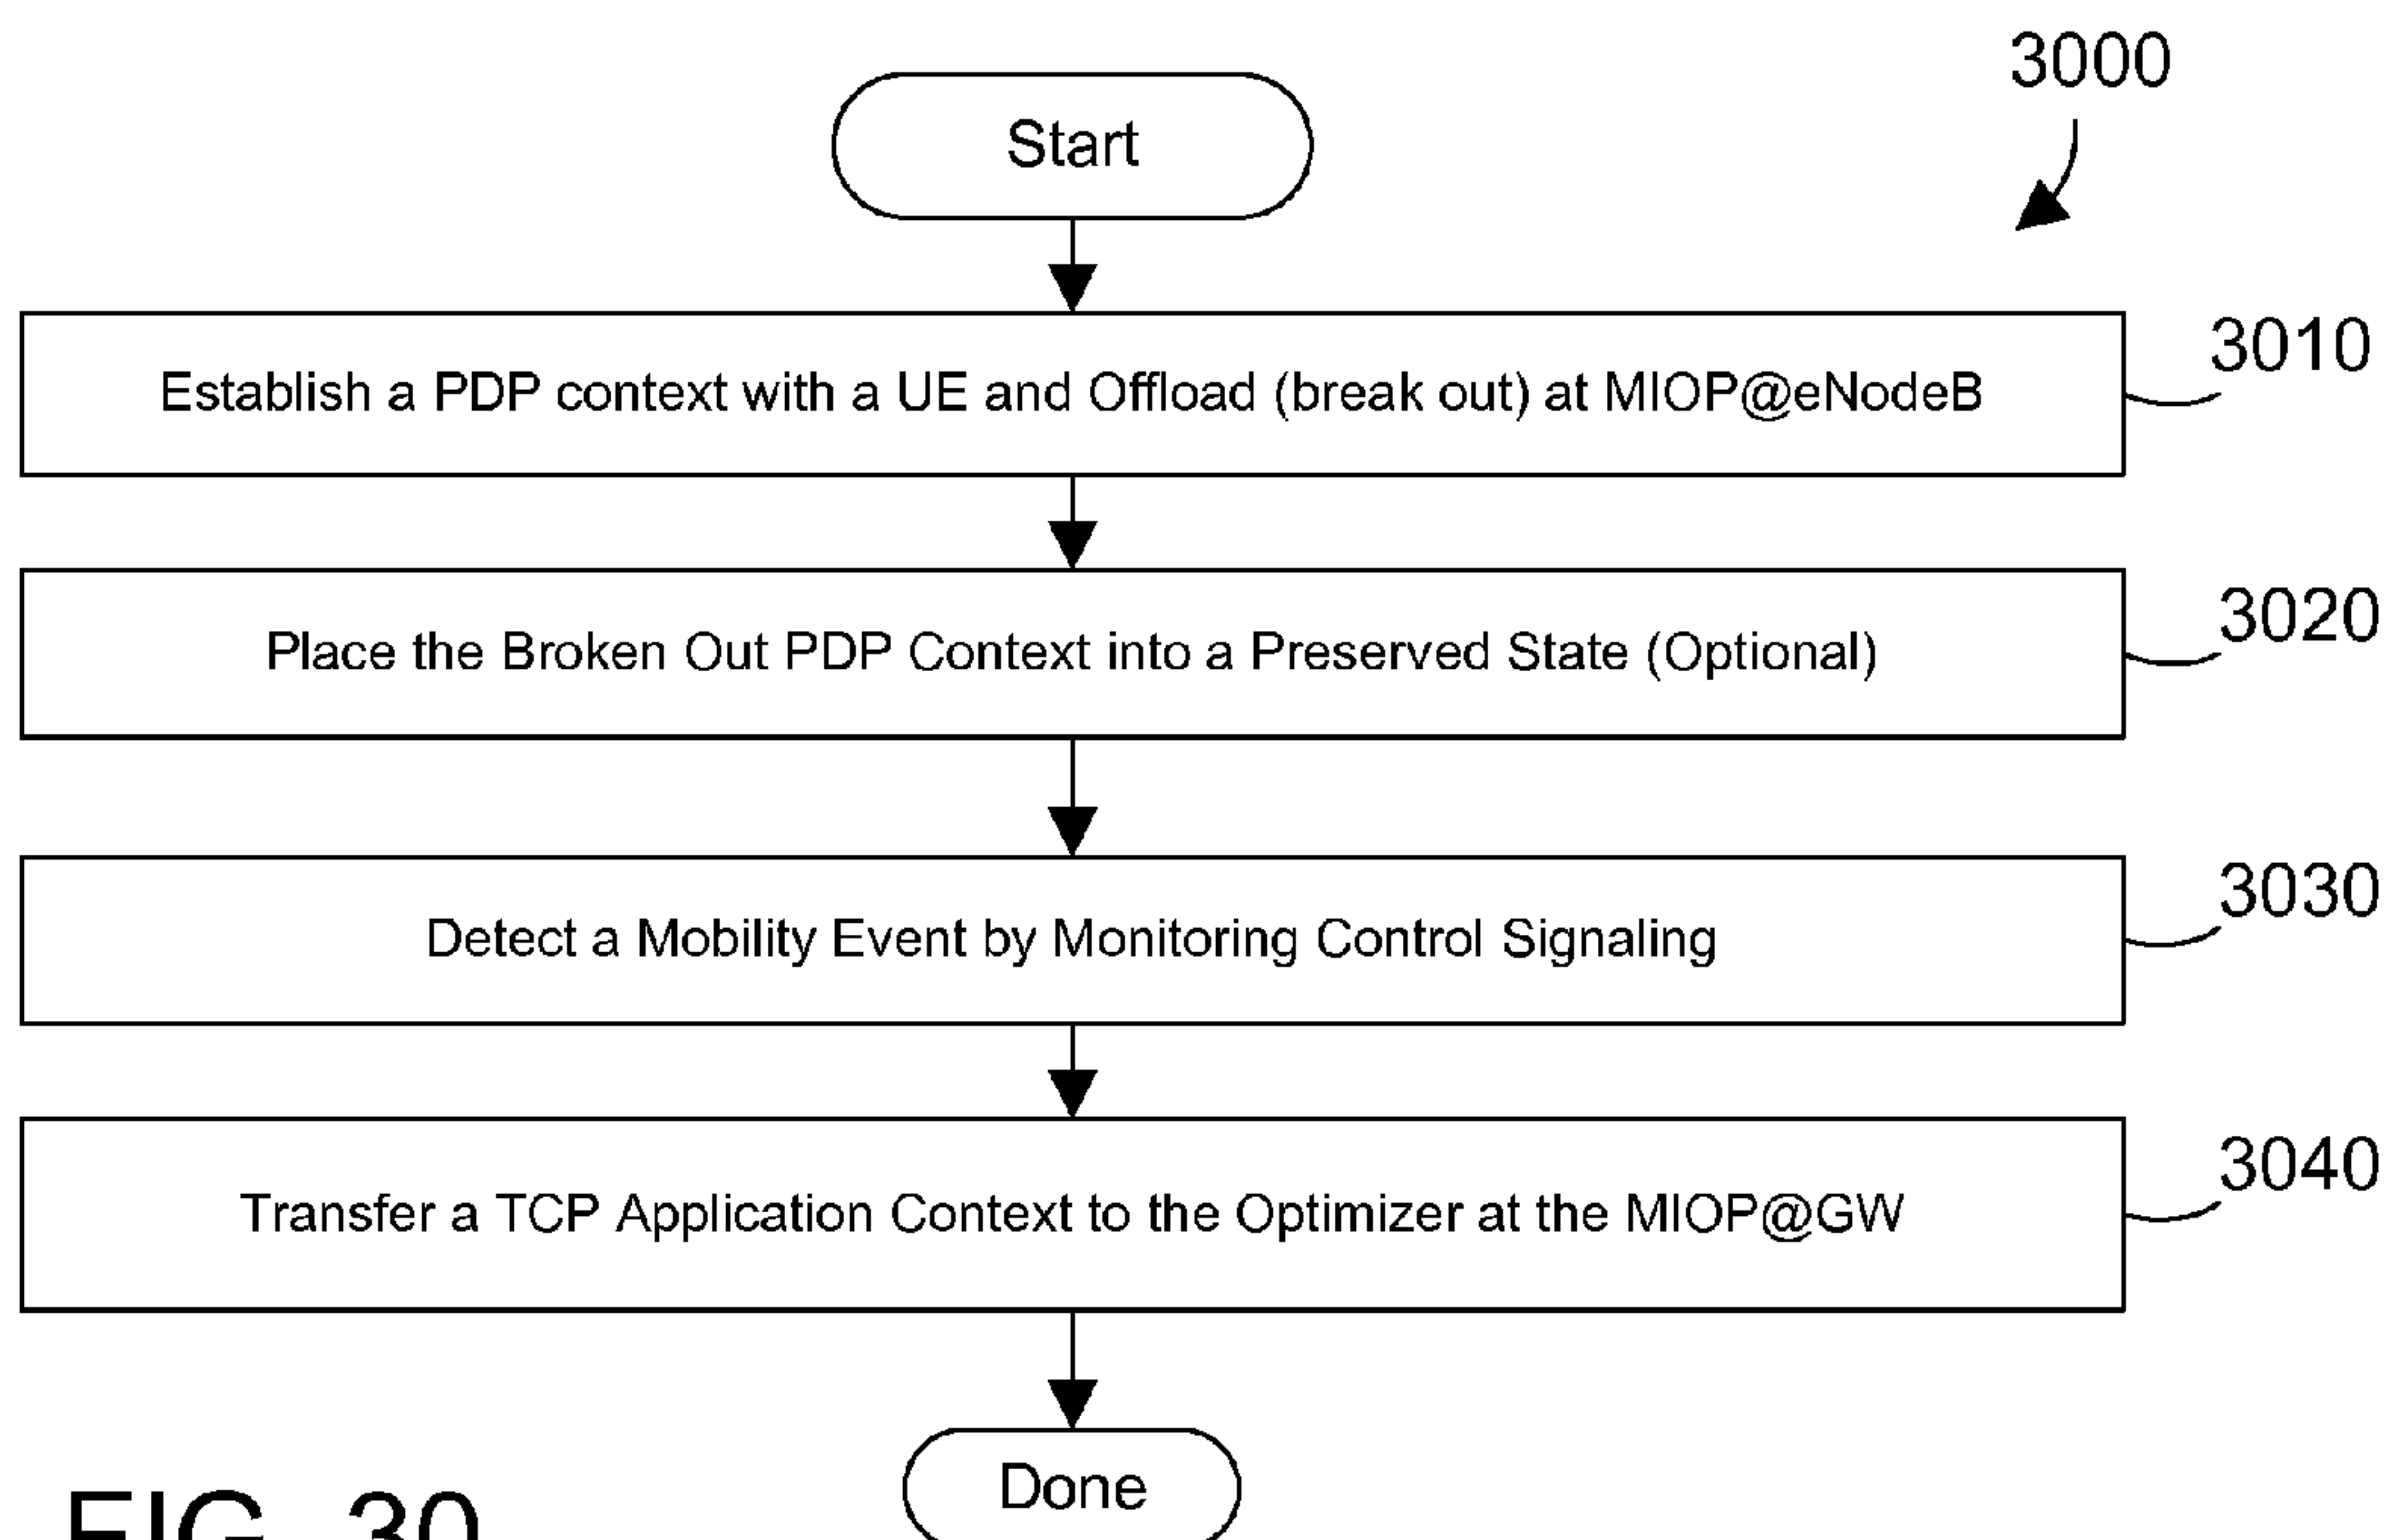 3000
Start
Establish a PDP context with a UE and Offload (break out) at MIOP@eNodeB
3010
Place the Broken Out PDP Context into a Preserved State (Optional)
3020
Detect a Mobility Event by Monitoring Control Signaling
3030
Transfer a TCP Application Context to the Optimizer at the MIOP@GW
3040
Done
FIG. 30